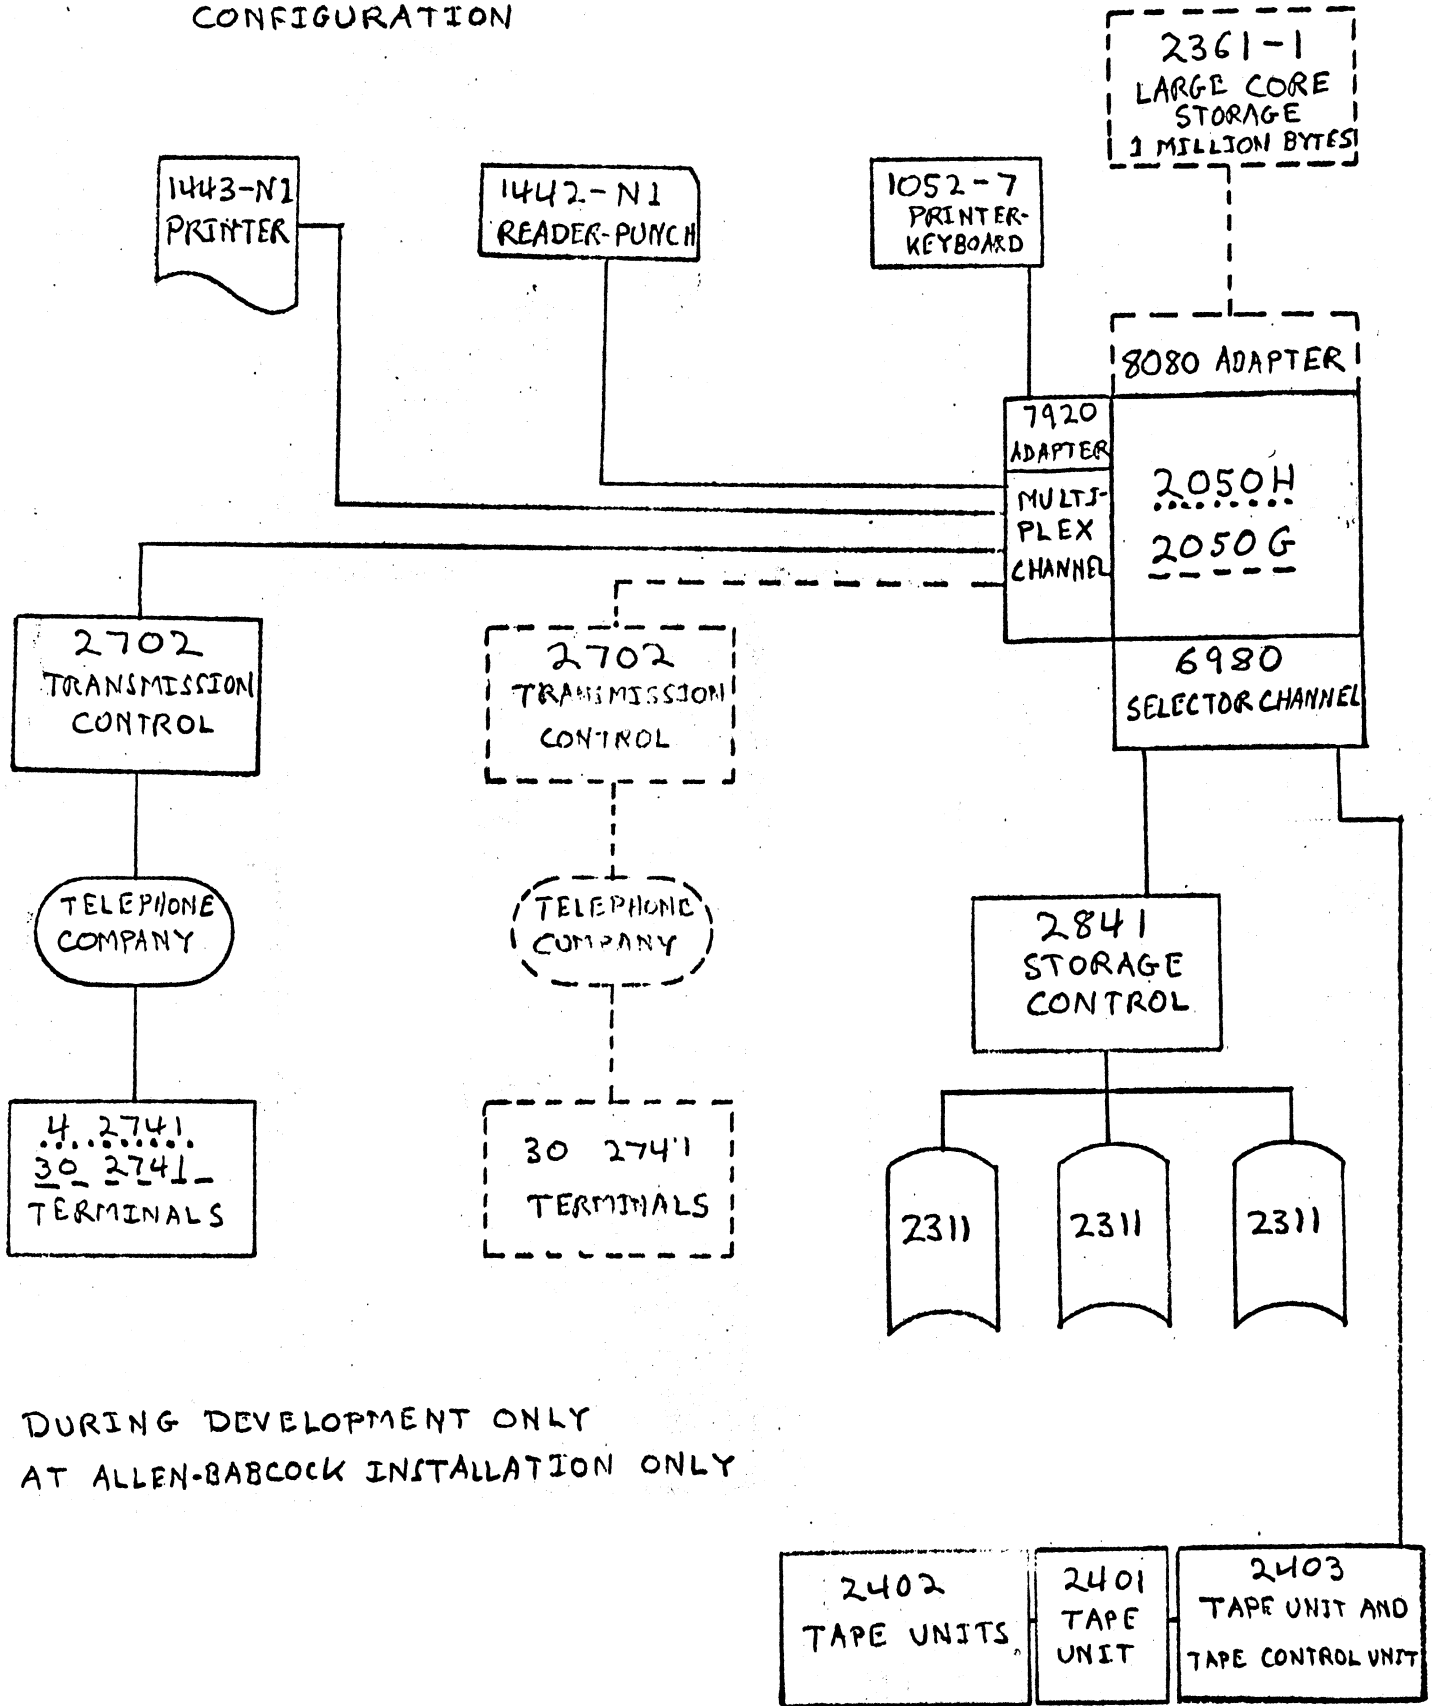 CONFIGURATION
2361-1
LARGE CORE
STORAGE
1 MILLION BYTES
1443-N1
PRINTER
1442-N1
READER-PUNCH
1052-7
PRINTER-
KEYBOARD
8080 ADAPTER
7920
ADAPTER
MULTI-
PLEX
CHANNEL
2050H
2050G
6980
SELECTOR CHANNEL
2702
TRANSMISSION
CONTROL
2702
TRANSMISSION
CONTROL
TELEPHONE
COMPANY
TELEPHONE
COMPANY
2841
STORAGE
CONTROL
4 2741
30 2741
TERMINALS
30 2741
TERMINALS
2311
2311
2311
DURING DEVELOPMENT ONLY
AT ALLEN-BABCOCK INSTALLATION ONLY
2402
TAPE UNITS
2401
TAPE
UNIT
2403
TAPE UNIT AND
TAPE CONTROL UNIT